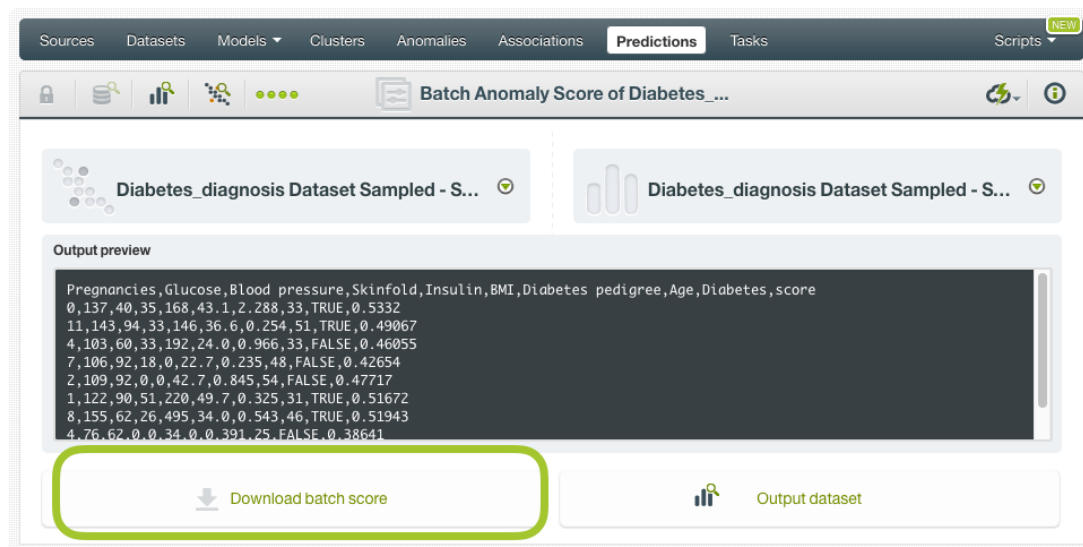 NEW
Sources Datasets Models Clusters Anomalies Associations Predictions Tasks Scripts
Batch Anomaly Score of Diabetes_...
Diabetes_diagnosis Dataset Sampled - S... Diabetes_diagnosis Dataset Sampled - S...
Output preview
Pregnancies,Glucose,Blood pressure,Skinfold,Insulin,BMI,Diabetes pedigree,Age,Diabetes,score
0,137,40,35,168,43.1,2.288,33,TRUE,0.5332
11,143,94,33,146,36.6,0.254,51,TRUE,0.49067
4,103,60,33,192,24.0,0.966,33,FALSE,0.46055
7,106,92,18,0,22.7,0.235,48,FALSE,0.42654
2,109,92,0,0,42.7,0.845,54,FALSE,0.47717
1,122,90,51,220,49.7,0.325,31,TRUE,0.51672
8,155,62,26,495,34.0,0.543,46,TRUE,0.51943
4,76,62,0,0,34.0,0.391,25,FALSE,0.38641
Download batch score Output dataset